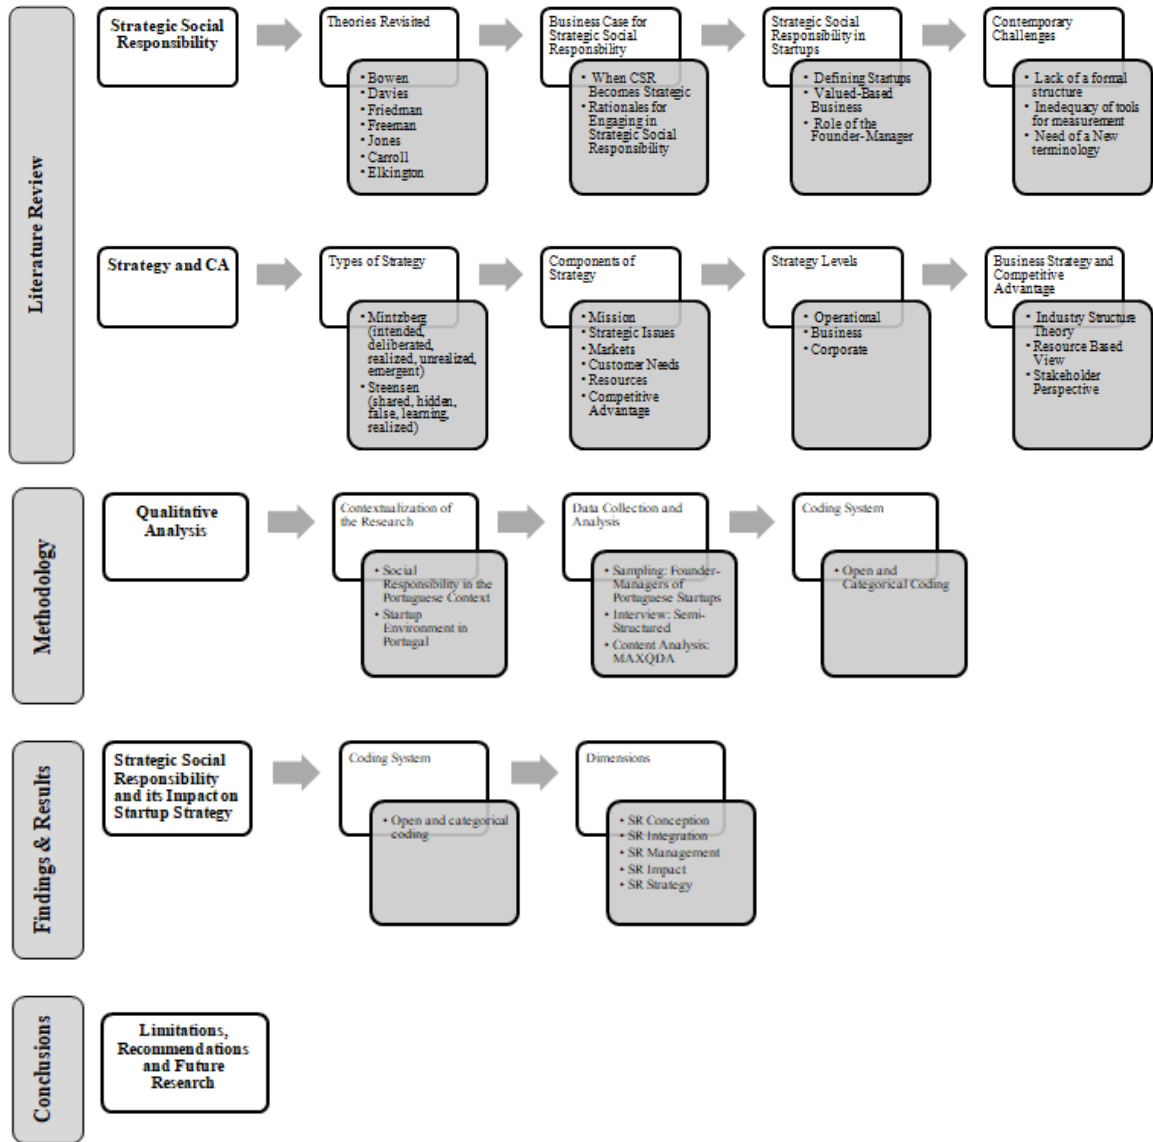 Literature Review
Strategic Social
Responsibility
Theories Revisited
• Bowen
• Davies
• Friedman
• Freeman
• Jones
• Carroll
• Elkington
Business Case for
Strategic Social
Responsbility
• When CSR
Becomes Strategic
• Rationales for
Engaging in
Strategic Social
Responsibility
Strategic Social
Responsibility in
Startups
• Defining Startups
• Valued-Based
Business
• Role of the
Founder-Manager
Contemporary
Challenges
• Lack of a formal
structure
• Inedequacy of tools
for measurement
• Need of a New
terminology
Strategy and CA
Types of Strategy
• Mintzberg
(intended,
deliberated,
realized, unrealized,
emergent)
• Steensen
(shared, hidden,
false, learning,
realized)
Components of
Strategy
• Mission
• Strategic Issues
• Markets
• Customer Needs
• Resources
• Competitive
Advantage
Strategy Levels
• Operational
• Business
• Corporate
Business Strategy and
Competitive
Advantage
• Industry Structure
Theory
• Resource Based
View
• Stakeholder
Perspective
Methodology
Qualitative
Analysis
Contextualization of
the Research
• Social
Responsibility in the
Portuguese Context
• Startup
Environment in
Portugal
Data Collection and
Analysis
• Sampling: Founder-
Managers of
Portuguese Startups
• Interview: Semi-
Structured
• Content Analysis:
MAXQDA
Coding System
• Open and
Categorical Coding
Findings & Results
Strategic Social
Responsibility
and its Impact on
Startup Strategy
Coding System
• Open and categorical
coding
Dimensions
• SR Conception
• SR Integration
• SR Management
• SR Impact
• SR Strategy
Conclusions
Limitations,
Recommendations
and Future
Research